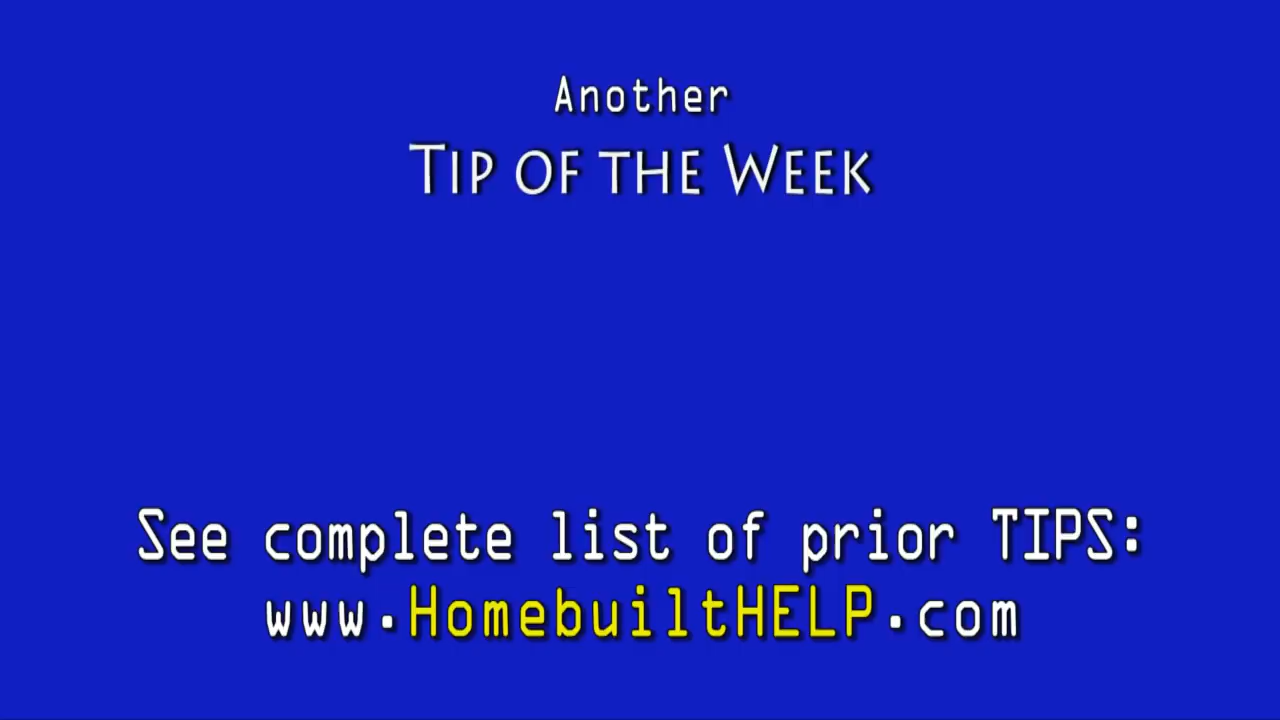 Another
TIP OF THE WEEK
See complete list of prior TIPS:
www.HomebuiltHELP.com